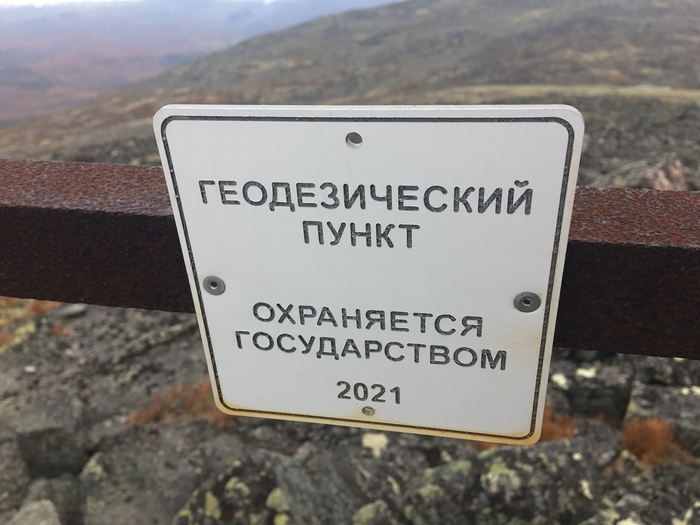 ГЕОДЕЗИЧЕСКИЙ
ПУНКТ
ОХРАНЯЕТСЯ
ГОСУДАРСТВОМ
2021